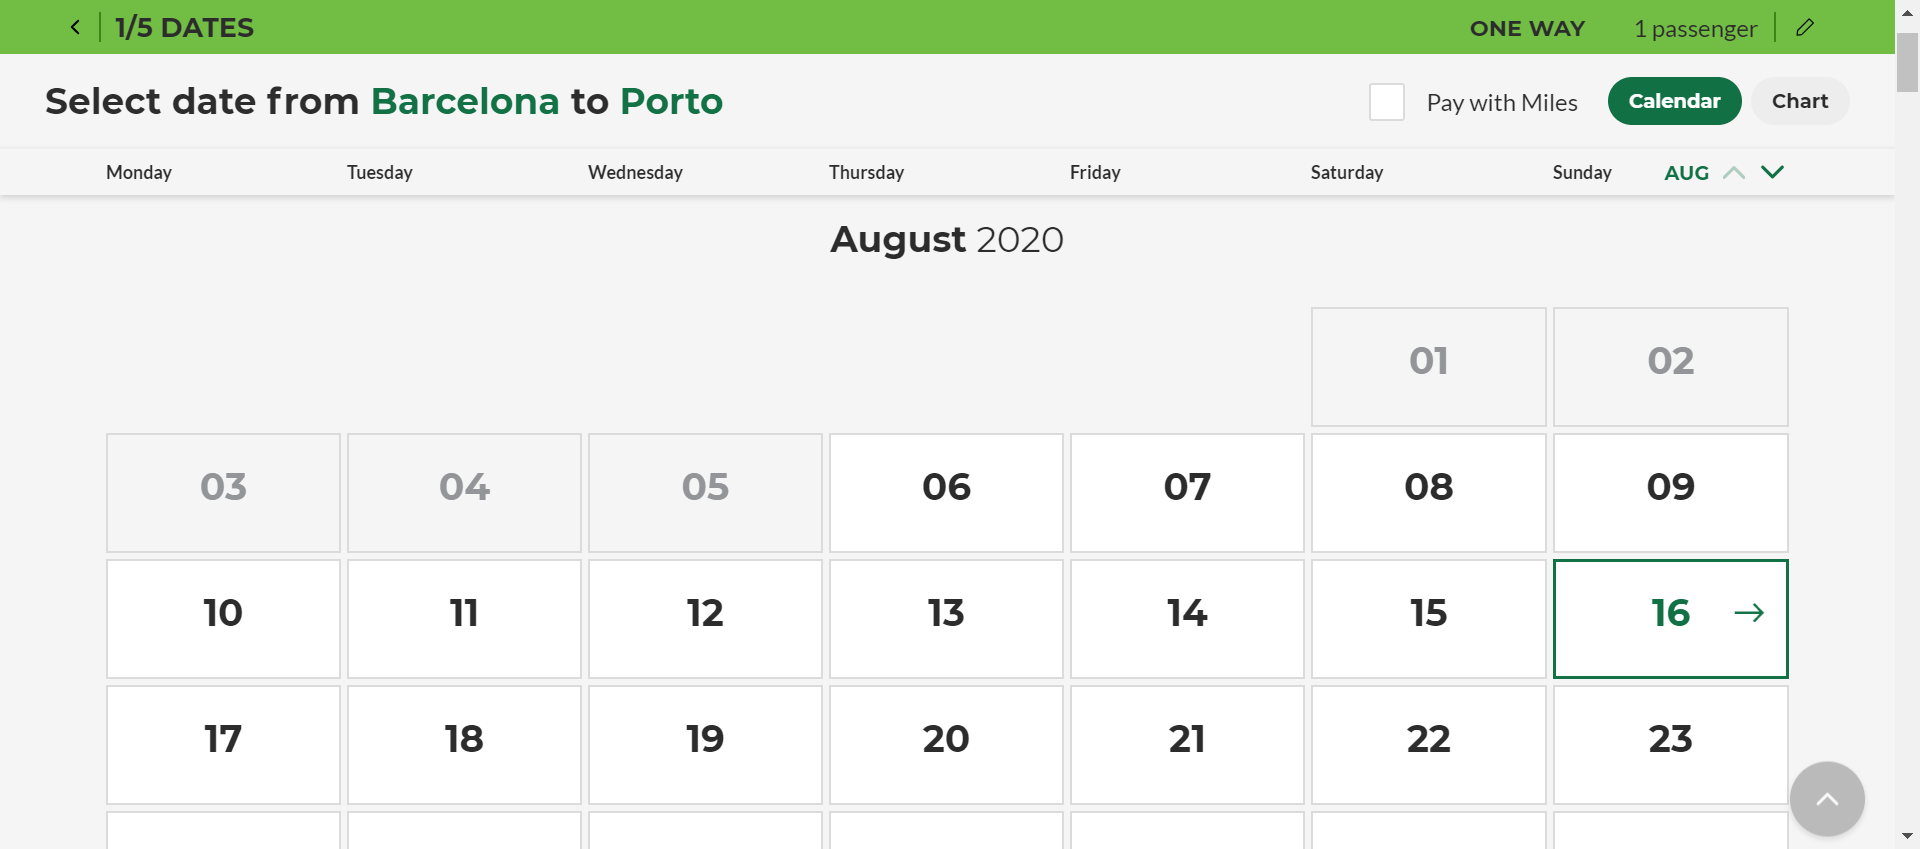 1/5 DATES
ONE WAY
1 passenger
Select date from Barcelona to Porto
Pay with Miles
Calendar
Chart
Monday Tuesday Wednesday Thursday Friday Saturday Sunday AUG
August 2020
01 02
03 04 05 06 07 08 09
10 11 12 13 14 15 16
17 18 19 20 21 22 23